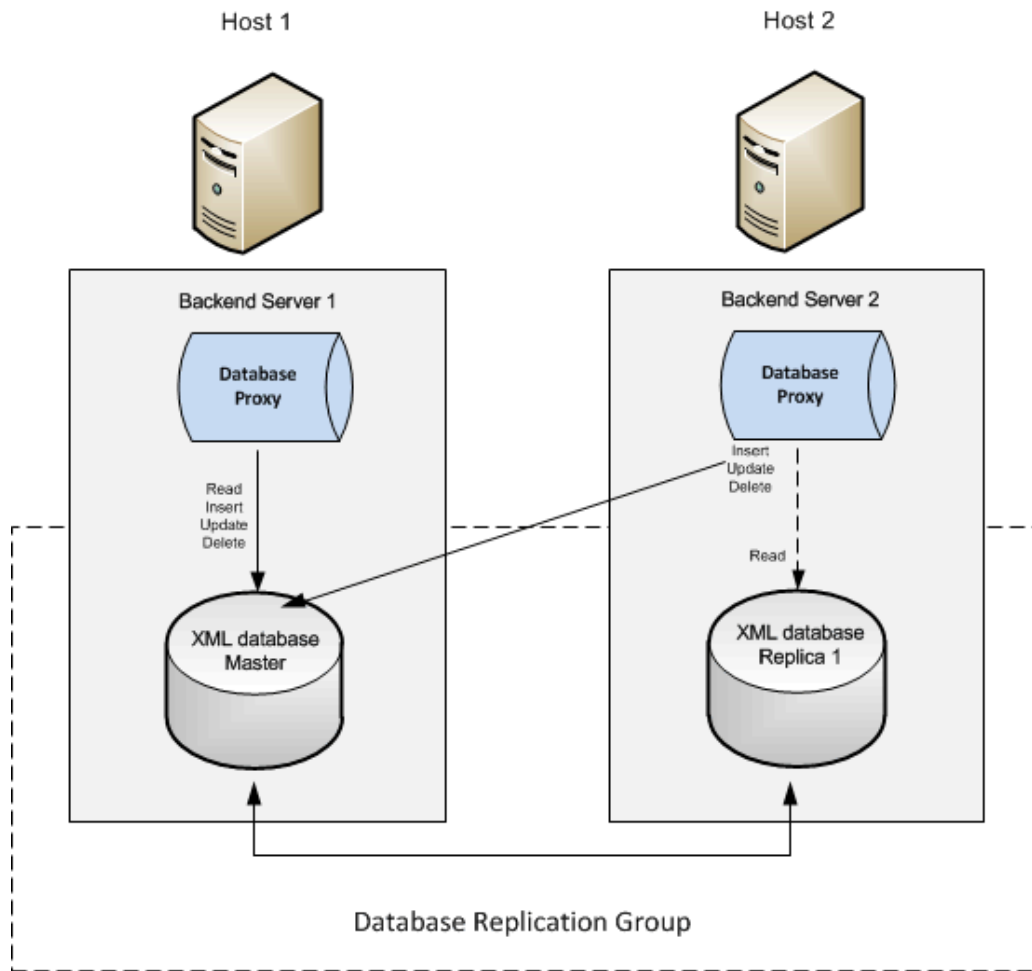 Host 1
Host 2
Backend Server 1
Database
Proxy
Read
Insert
Update
Delete
XML database
Master
Backend Server 2
Database
Proxy
Insert
Update
Delete
Read
XML database
Replica 1
Database Replication Group